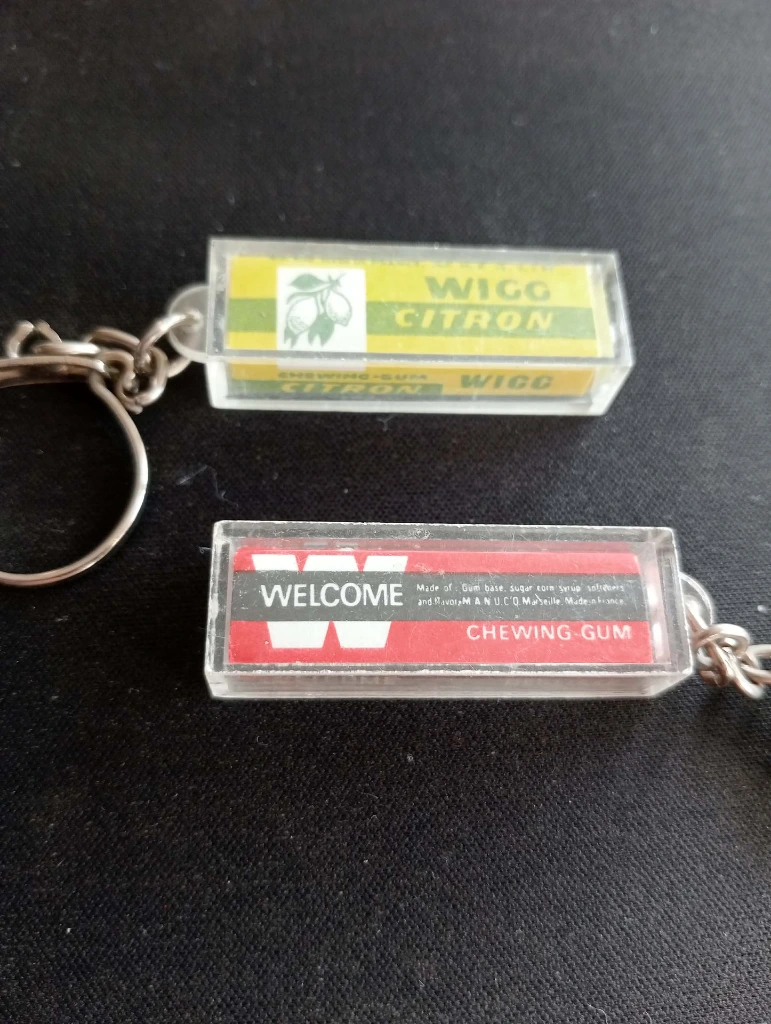 WIGG
CITRON
CHEWING-GUM
CITRON WIGG
W
WELCOME
Made of : Gum base, sugar corn syrup, softeners
and flavors M A N U C O Marseille. Made in France
CHEWING-GUM